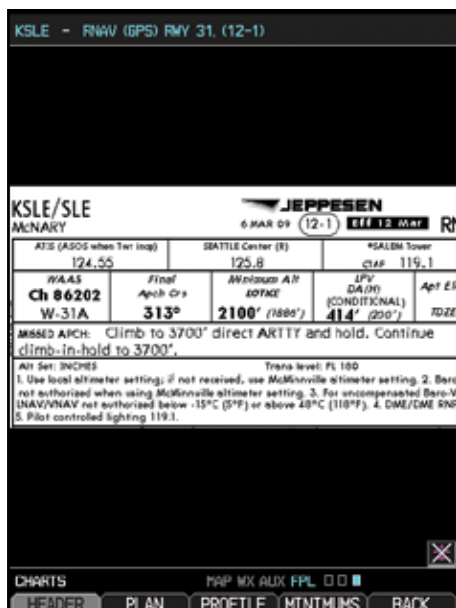 KSLE - RNAV (GPS) RWY 31, (12-1)
KSLE/SLE
McNARY
JEPPESEN
6 MAR 09 12-1 Eff 12 Mar RN
ATIS (ASOS when Twr inop)
124.55
SEATTLE Center (R)
125.8
*SALEM Tower
CTAF 119.1
WAAS
Ch 86202
W-31A
Final
Apch Crs
313°
Minimum Alt
2100' (1886')
LPV
DA(H)
(CONDITIONAL)
414' (200')
Apt El
TDZE
MISSED APCH: Climb to 3700' direct ARTTY and hold. Continue
climb-in-hold to 3700'.
Alt Set: INCHES Trans level: FL 180
1. Use local altimeter setting; if not received, use McMinnville altimeter setting. 2. Baro
not authorized when using McMinnville altimeter setting. 3. For uncompensated Baro-V
LNAV/VNAV not authorized below -15°C (5°F) or above 48°C (118°F). 4. DME/DME RNP
5. Pilot controlled lighting 119.1.
CHARTS
MAP WX AUX FPL
HEADER PLAN PROFILE MINIMUMS BACK